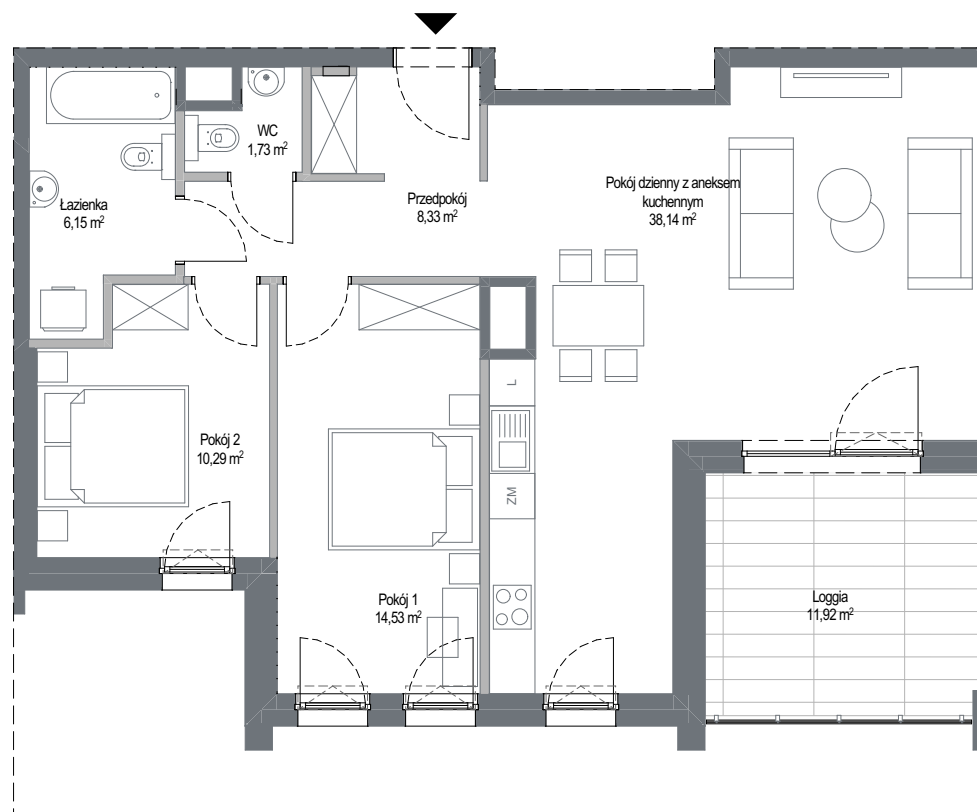 WC
1,73 m²
Łazienka
6,15 m²
Przedpokój
8,33 m²
Pokój dzienny z aneksem
kuchennym
38,14 m²
L
Pokój 2
10,29 m²
ZM
Pokój 1
14,53 m²
Loggia
11,92 m²